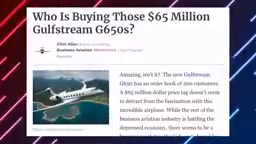 Who Is Buying Those $65 Million
Gulfstream G650s?
Clint Allen
Business Aviation
Amazing, isn't it? The new Gulfstream
G650 has an order book of 200 customers.
A $65 million dollar price tag doesn't seem
to detract from the fascination with this
incredible airplane. While the rest of the
business aviation industry is battling the
depressed economy, there seems to be a